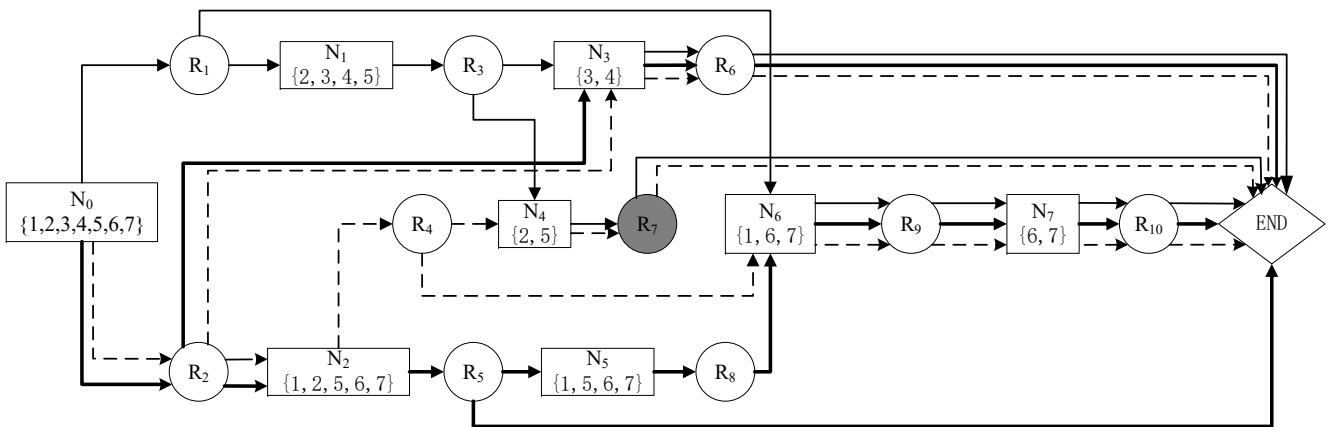 R₁
N₁
{2, 3, 4, 5}
R₃
N₃
{3, 4}
R₆
N₀
{1,2,3,4,5,6,7}
R₄
N₄
{2, 5}
R₇
N₆
{1, 6, 7}
R₉
N₇
{6, 7}
R₁₀
END
R₂
N₂
{1, 2, 5, 6, 7}
R₅
N₅
{1, 5, 6, 7}
R₈